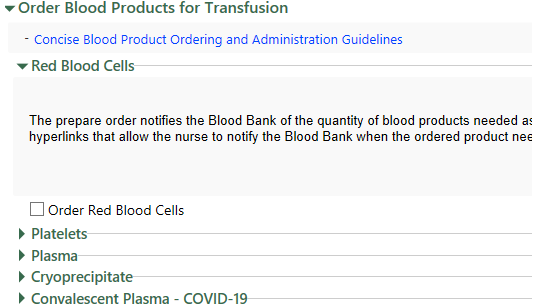 Order Blood Products for Transfusion
- Concise Blood Product Ordering and Administration Guidelines
Red Blood Cells
The prepare order notifies the Blood Bank of the quantity of blood products needed as
hyperlinks that allow the nurse to notify the Blood Bank when the ordered product nee
Order Red Blood Cells
Platelets
Plasma
Cryoprecipitate
Convalescent Plasma - COVID-19